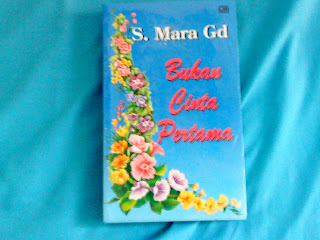 S. Mara Gd
Bukan
Cinta
Pertama